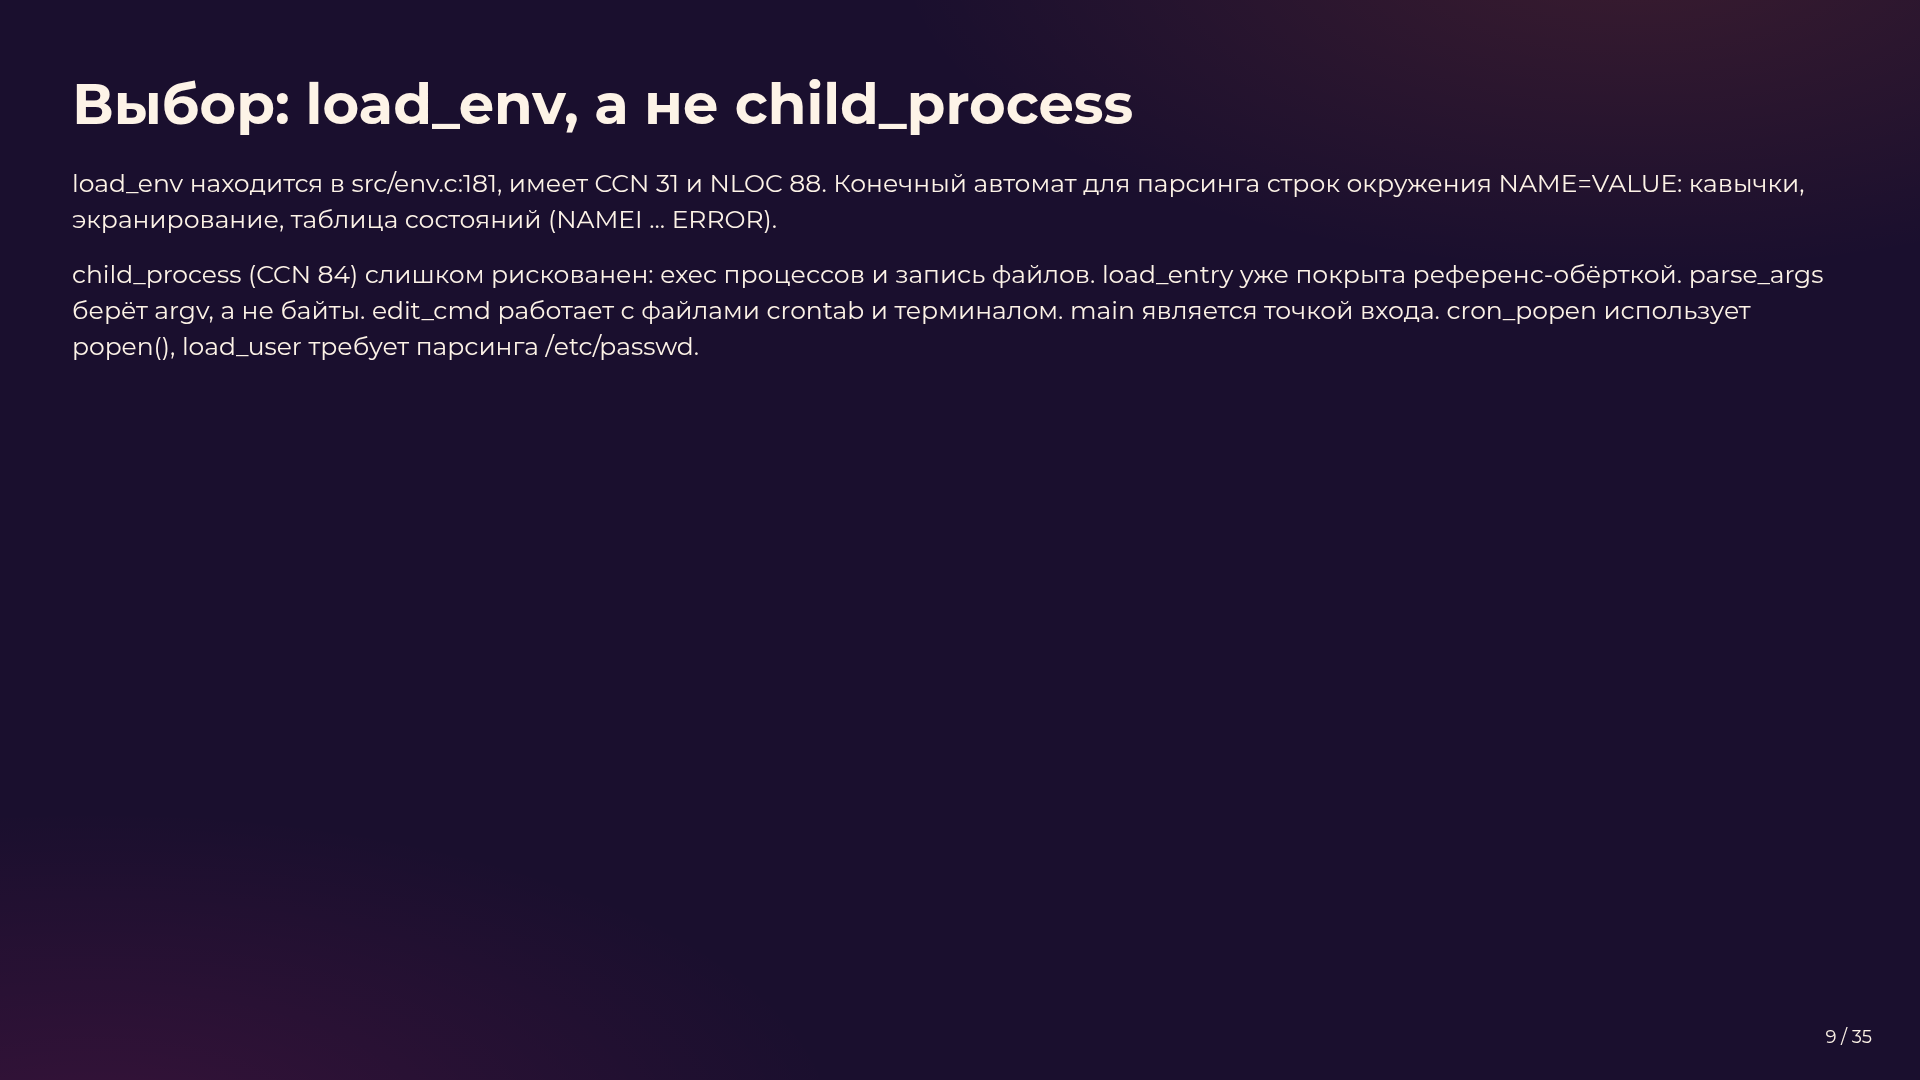 Выбор: load_env, а не child_process
load_env находится в src/env.c:181, имеет CCN 31 и NLOC 88. Конечный автомат для парсинга строк окружения NAME=VALUE: кавычки,
экранирование, таблица состояний (NAMEI ... ERROR).
child_process (CCN 84) слишком рискованен: exec процессов и запись файлов. load_entry уже покрыта референс-обёрткой. parse_args
берёт argv, а не байты. edit_cmd работает с файлами crontab и терминалом. main является точкой входа. cron_popen использует
popen(), load_user требует парсинга /etc/passwd.
9 / 35